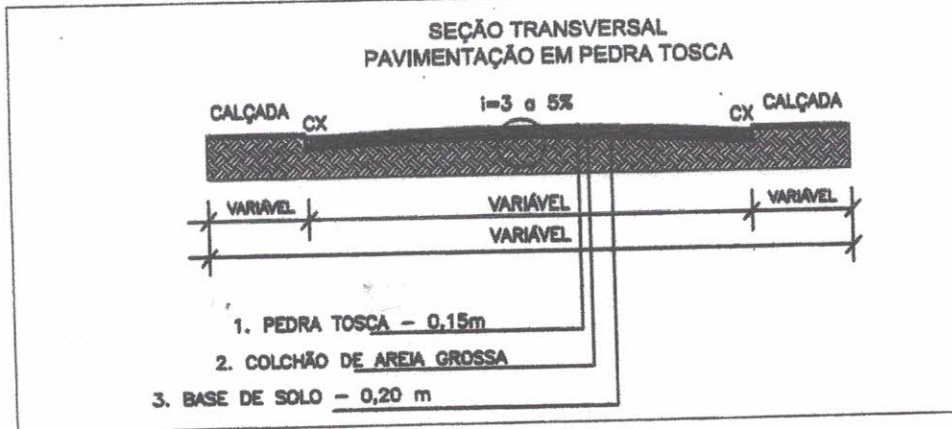 SEÇÃO TRANSVERSAL
PAVIMENTAÇÃO EM PEDRA TOSCA
i=3 a 5%
CALÇADA
CX
CX
CALÇADA
VARIÁVEL
VARIÁVEL
VARIÁVEL
VARIÁVEL
1. PEDRA TOSCA - 0,15m
2. COLCHÃO DE AREIA GROSSA
3. BASE DE SOLO - 0,20 m